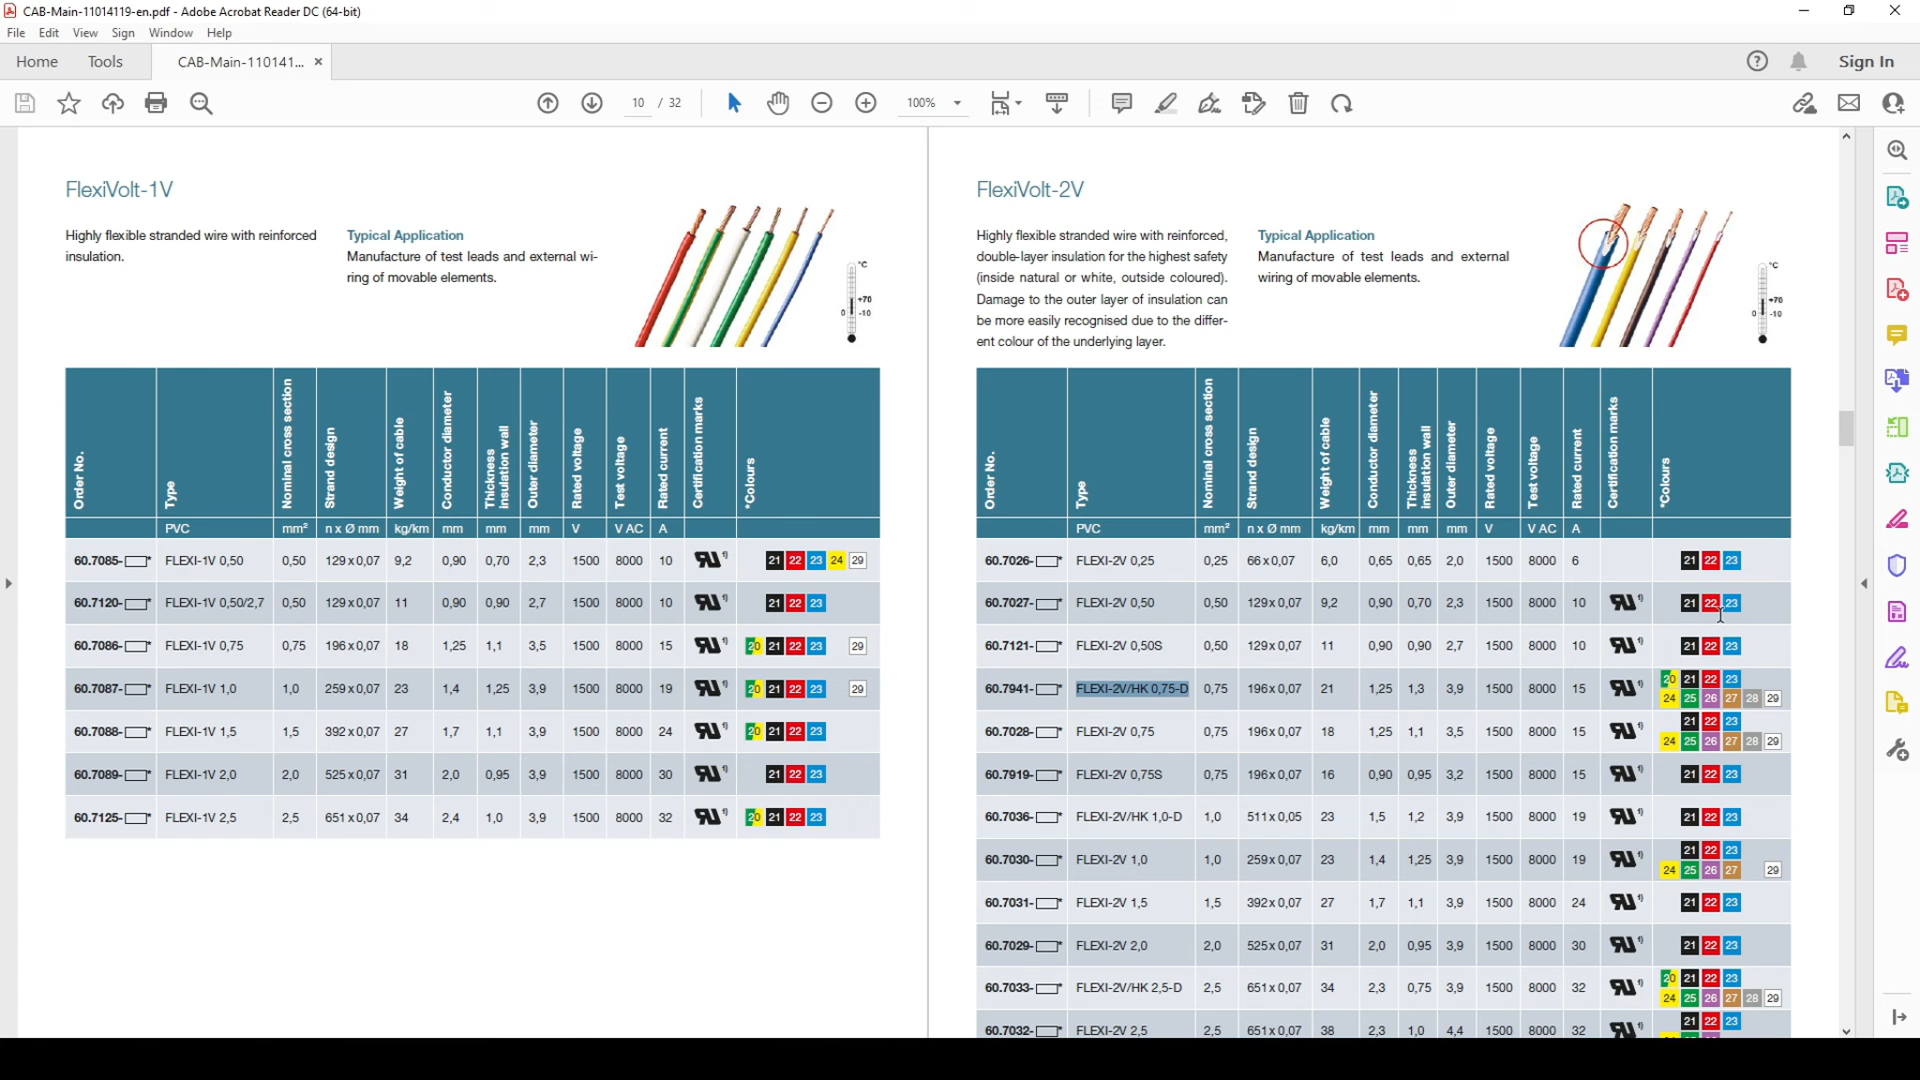 CAB-Main-11014119-en.pdf - Adobe Acrobat Reader DC (64-bit)
File Edit View Sign Window Help
Home Tools CAB-Main-110141... × Sign In
10 / 32 100%
FlexiVolt-1V
Highly flexible stranded wire with reinforced
insulation.
Typical Application
Manufacture of test leads and external wi-
ring of movable elements.
°C
+70
0 -10
Order No. Type Nominal cross section Strand design Weight of cable Conductor diameter Thickness insulation wall Outer diameter Rated voltage Test voltage Rated current Certification marks *Colours
PVC mm² n x Ø mm kg/km mm mm mm V V AC A
60.7085-* FLEXI-1V 0,50 0,50 129x0,07 9,2 0,90 0,70 2,3 1500 8000 10 1) 21 22 23 24 29
60.7120-* FLEXI-1V 0,50/2,7 0,50 129x0,07 11 0,90 0,90 2,7 1500 8000 10 1) 21 22 23
60.7086-* FLEXI-1V 0,75 0,75 196x0,07 18 1,25 1,1 3,5 1500 8000 15 1) 20 21 22 23 29
60.7087-* FLEXI-1V 1,0 1,0 259x0,07 23 1,4 1,25 3,9 1500 8000 19 1) 20 21 22 23 29
60.7088-* FLEXI-1V 1,5 1,5 392x0,07 27 1,7 1,1 3,9 1500 8000 24 1) 20 21 22 23
60.7089-* FLEXI-1V 2,0 2,0 525x0,07 31 2,0 0,95 3,9 1500 8000 30 1) 21 22 23
60.7125-* FLEXI-1V 2,5 2,5 651x0,07 34 2,4 1,0 3,9 1500 8000 32 1) 20 21 22 23
FlexiVolt-2V
Highly flexible stranded wire with reinforced,
double-layer insulation for the highest safety
(inside natural or white, outside coloured).
Damage to the outer layer of insulation can
be more easily recognised due to the differ-
ent colour of the underlying layer.
Typical Application
Manufacture of test leads and external
wiring of movable elements.
°C
+70
0 -10
Order No. Type Nominal cross section Strand design Weight of cable Conductor diameter Thickness insulation wall Outer diameter Rated voltage Test voltage Rated current Certification marks *Colours
PVC mm² n x Ø mm kg/km mm mm mm V V AC A
60.7026-* FLEXI-2V 0,25 0,25 66x0,07 6,0 0,65 0,65 2,0 1500 8000 6 21 22 23
60.7027-* FLEXI-2V 0,50 0,50 129x0,07 9,2 0,90 0,70 2,3 1500 8000 10 1) 21 22 23
60.7121-* FLEXI-2V 0,50S 0,50 129x0,07 11 0,90 0,90 2,7 1500 8000 10 1) 21 22 23
60.7941-* FLEXI-2V/HK 0,75-D 0,75 196x0,07 21 1,25 1,3 3,9 1500 8000 15 1) 20 21 22 23
24 25 26 27 28 29
60.7028-* FLEXI-2V 0,75 0,75 196x0,07 18 1,25 1,1 3,5 1500 8000 15 1) 21 22 23
24 25 26 27 28 29
60.7919-* FLEXI-2V 0,75S 0,75 196x0,07 16 0,90 0,95 3,2 1500 8000 15 1) 21 22 23
60.7036-* FLEXI-2V/HK 1,0-D 1,0 511x0,05 23 1,5 1,2 3,9 1500 8000 19 1) 21 22 23
60.7030-* FLEXI-2V 1,0 1,0 259x0,07 23 1,4 1,25 3,9 1500 8000 19 1) 21 22 23
24 25 26 27 29
60.7031-* FLEXI-2V 1,5 1,5 392x0,07 27 1,7 1,1 3,9 1500 8000 24 1) 21 22 23
60.7029-* FLEXI-2V 2,0 2,0 525x0,07 31 2,0 0,95 3,9 1500 8000 30 1) 21 22 23
60.7033-* FLEXI-2V/HK 2,5-D 2,5 651x0,07 34 2,3 0,75 3,9 1500 8000 32 1) 20 21 22 23
24 25 26 27 28 29
60.7032-* FLEXI-2V 2,5 2,5 651x0,07 38 2,3 1,0 4,4 1500 8000 32 1) 21 22 23